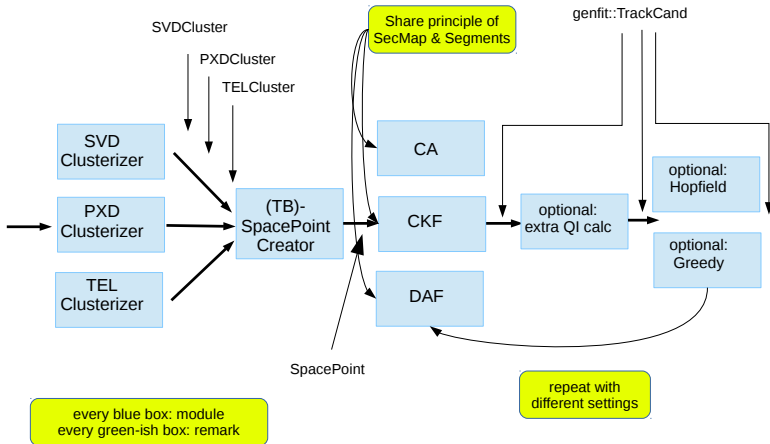 SVDCluster
PXDCluster
TELCluster
Share principle of
SecMap & Segments
genfit::TrackCand
SVD
Clusterizer
PXD
Clusterizer
TEL
Clusterizer
(TB)-
SpacePoint
Creator
CA
CKF
DAF
optional:
extra QI calc
optional:
Hopfield
optional:
Greedy
SpacePoint
every blue box: module
every green-ish box: remark
repeat with
different settings